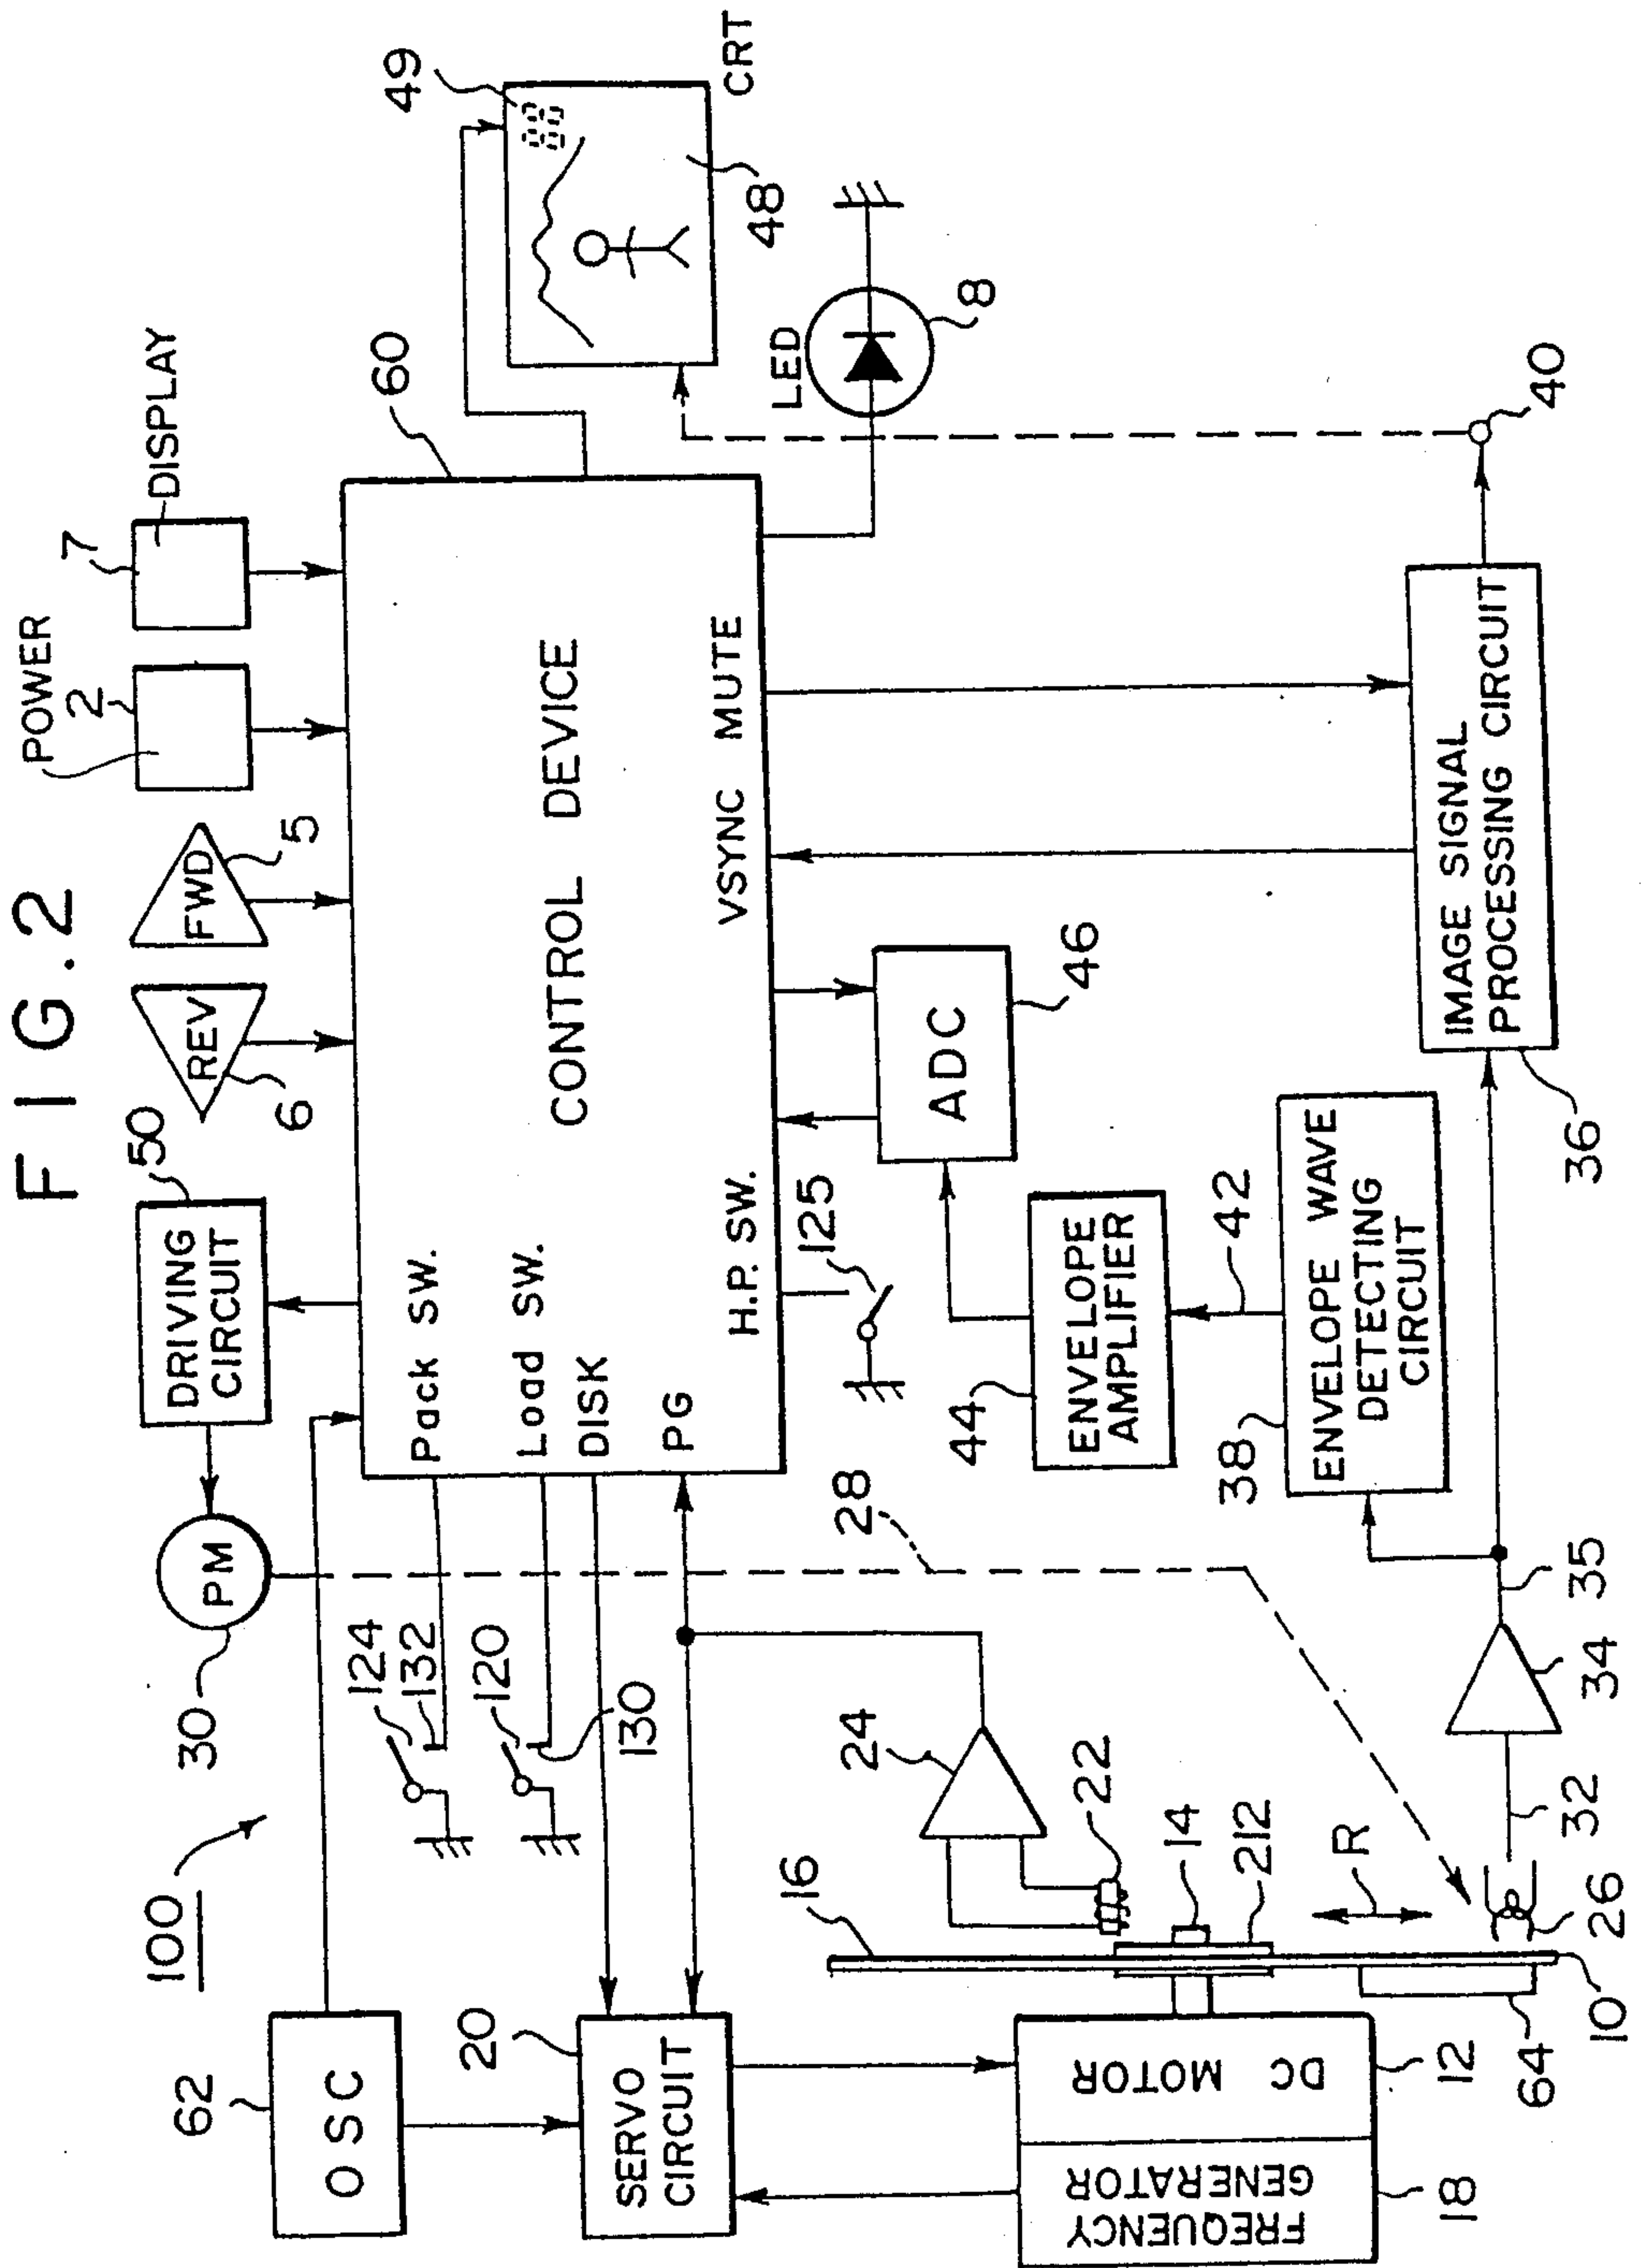 FIG.2
POWER
2
7
DISPLAY
REV
6
FWD
5
50
DRIVING
CIRCUIT
PM
30
100
62
OSC
60
49
CRT
48
LED
8
CONTROL DEVICE
Pack SW.
Load SW.
DISK
PG
H.P. SW.
VSYNC
MUTE
124
132
120
130
125
20
SERVO
CIRCUIT
24
22
16
14
212
28
R
DC MOTOR
12
FREQUENCY
GENERATOR
18
64
10
26
32
34
35
ADC
46
44
ENVELOPE
AMPLIFIER
42
38
ENVELOPE WAVE
DETECTING
CIRCUIT
36
IMAGE SIGNAL
PROCESSING CIRCUIT
40